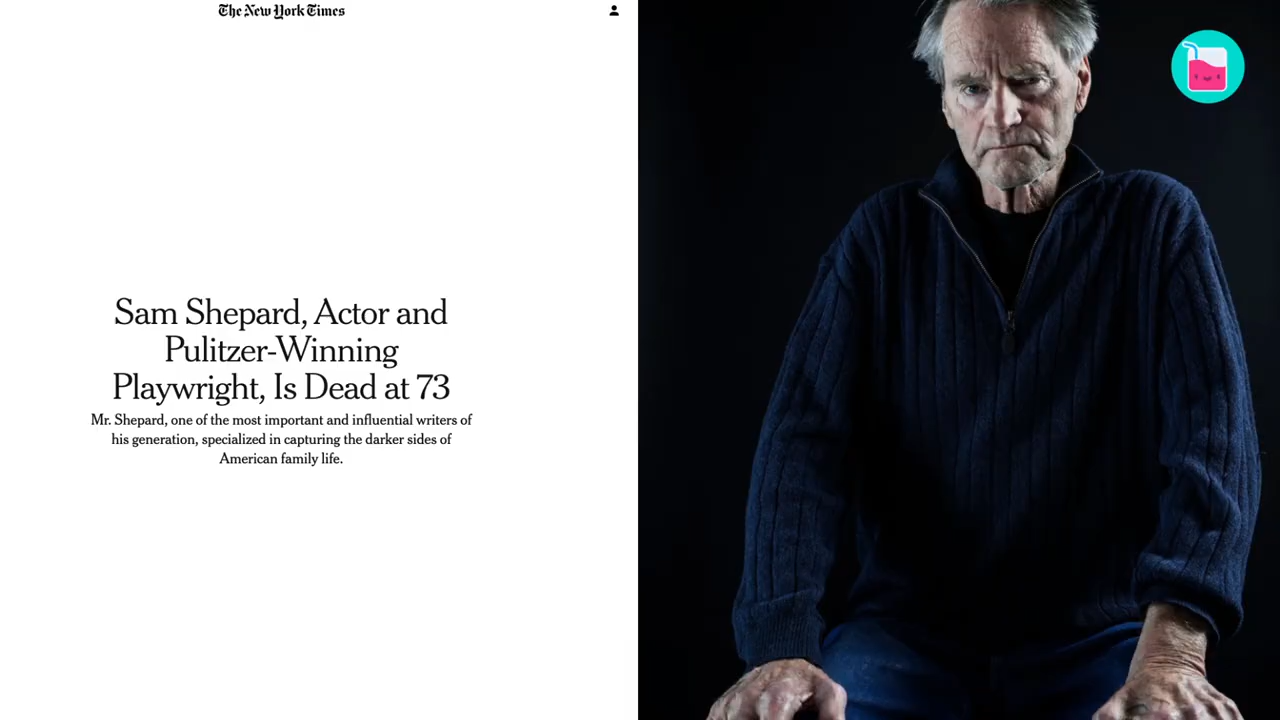 The New York Times
Sam Shepard, Actor and
Pulitzer-Winning
Playwright, Is Dead at 73
Mr. Shepard, one of the most important and influential writers of
his generation, specialized in capturing the darker sides of
American family life.